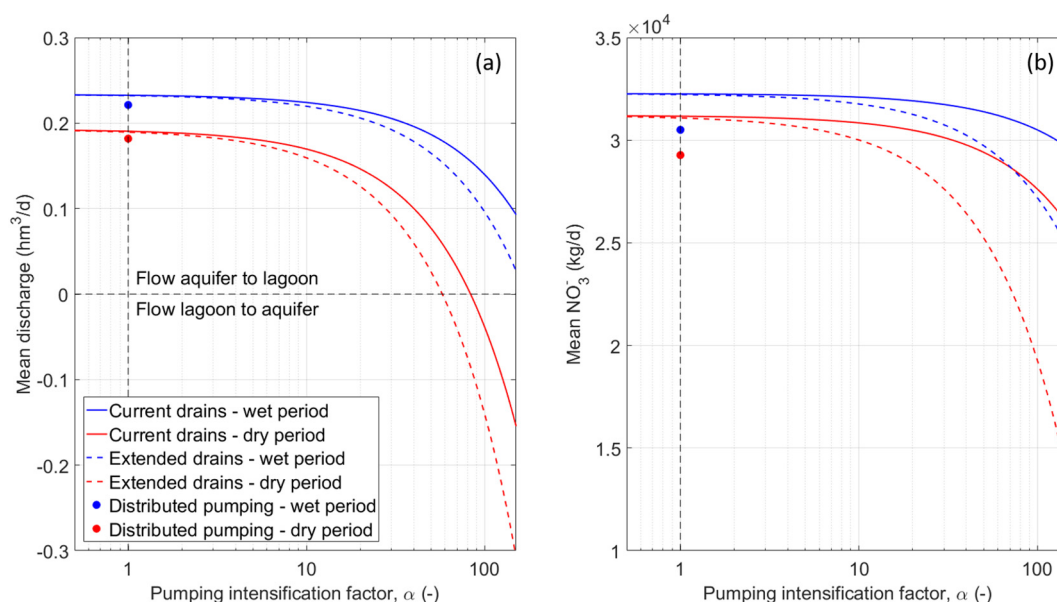 (a)
0.3
0.2
0.1
0
-0.1
-0.2
-0.3
Mean discharge (hm³/d)
Flow aquifer to lagoon
Flow lagoon to aquifer
Current drains - wet period
Current drains - dry period
Extended drains - wet period
Extended drains - dry period
Distributed pumping - wet period
Distributed pumping - dry period
1
10
100
Pumping intensification factor, α (-)
(b)
×10⁴
3.5
3
2.5
2
1.5
1
Mean NO₃⁻ (kg/d)
1
10
100
Pumping intensification factor, α (-)